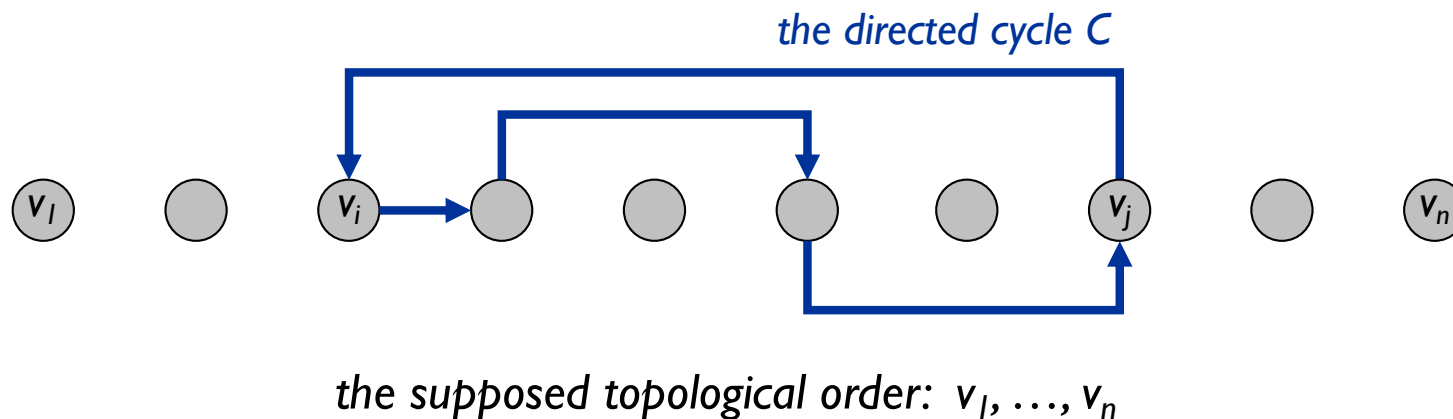 the directed cycle C
v1 vi vj vn
the supposed topological order: v1, …, vn